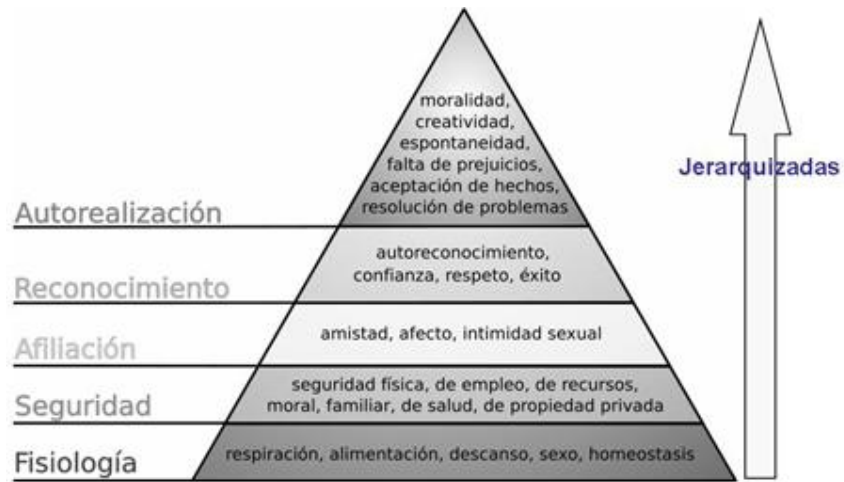 moralidad,
creatividad,
espontaneidad,
falta de prejuicios,
aceptación de hechos,
resolución de problemas
Jerarquizadas
Autorealización
autoreconocimiento,
confianza, respeto, éxito
Reconocimiento
amistad, afecto, intimidad sexual
Afiliación
seguridad física, de empleo, de recursos,
moral, familiar, de salud, de propiedad privada
Seguridad
respiración, alimentación, descanso, sexo, homeostasis
Fisiología